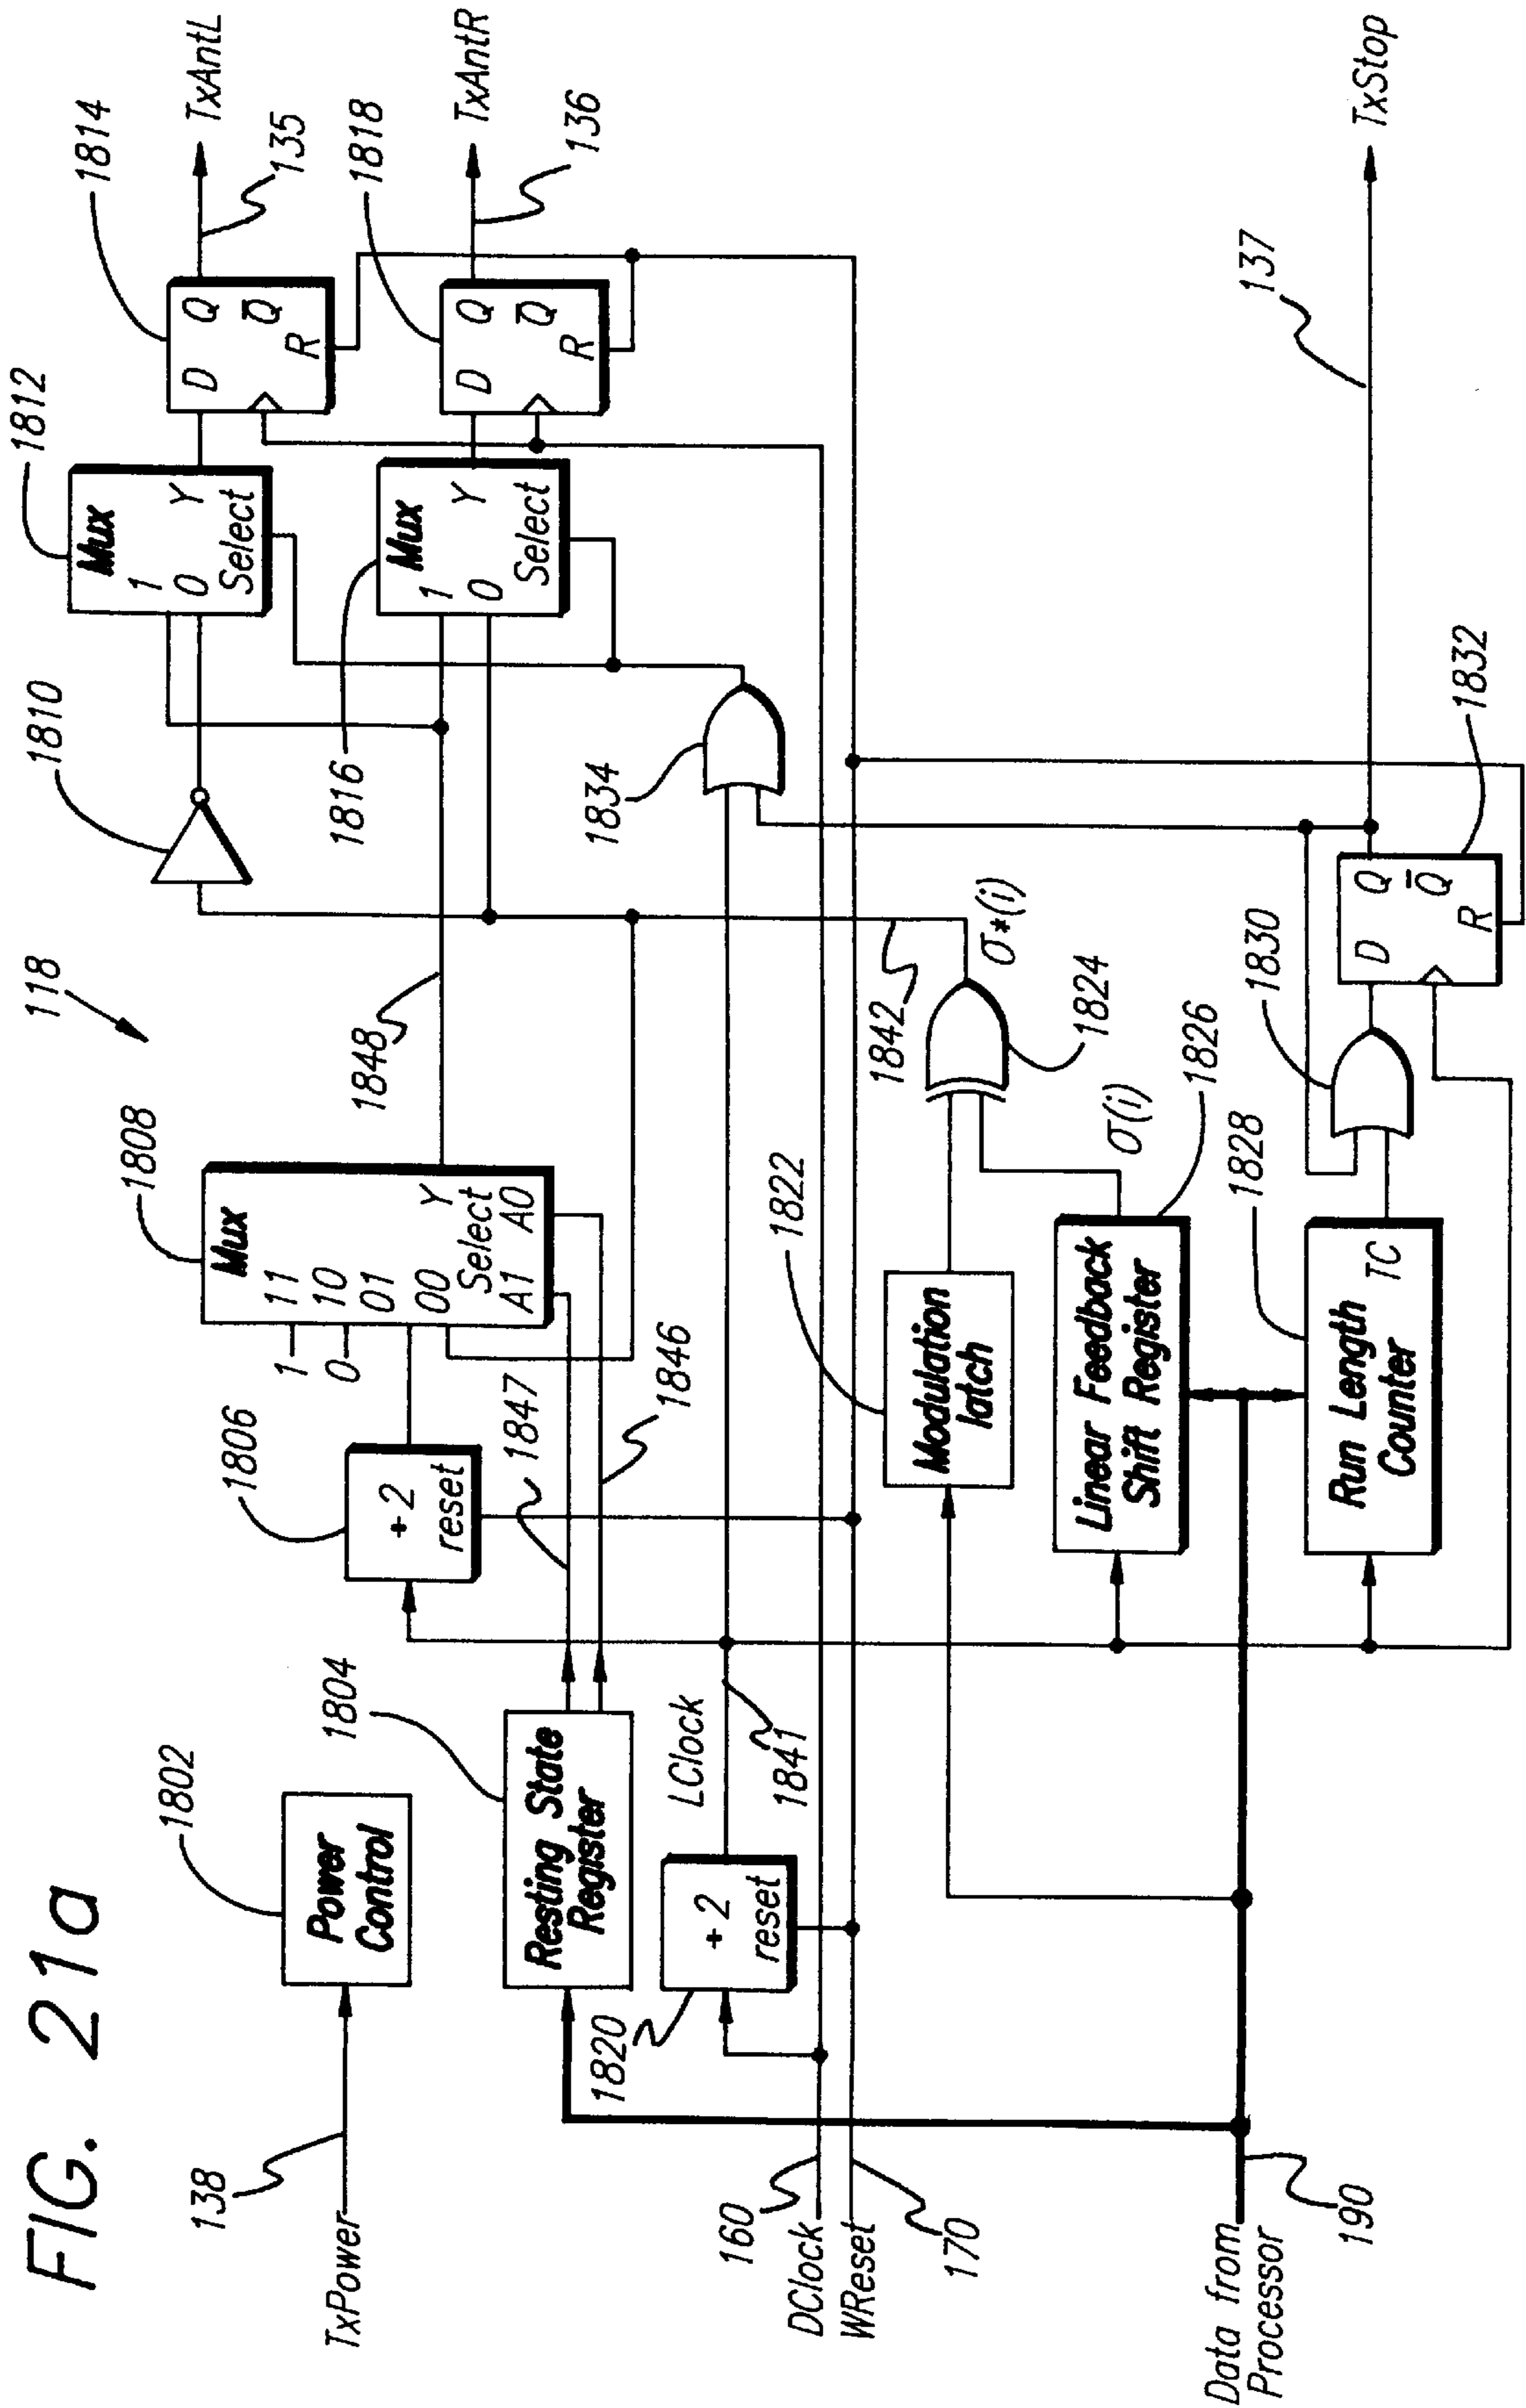 FIG. 21a
118
TxPower
138
1802
Power
Control
1804
Resting State
Register
1806
+2
reset
1847
1846
1808
Mux
1
0
11
10
01
00
Y
Select
A1 A0
1848
1810
1812
Mux
1
0
Y
Select
1814
D
Q
Q̅
R
TxAntL
135
1816
Mux
1
0
Y
Select
1818
D
Q
Q̅
R
TxAntR
136
1820
+2
reset
LClock
1841
1834
160
DClock
WReset
170
1822
Modulation
latch
1842
σ*(i)
1824
σ(i)
1826
Linear Feedback
Shift Register
1828
Run Length
Counter
TC
1830
D
Q
Q̅
R
1832
137
TxStop
Data from
Processor
190